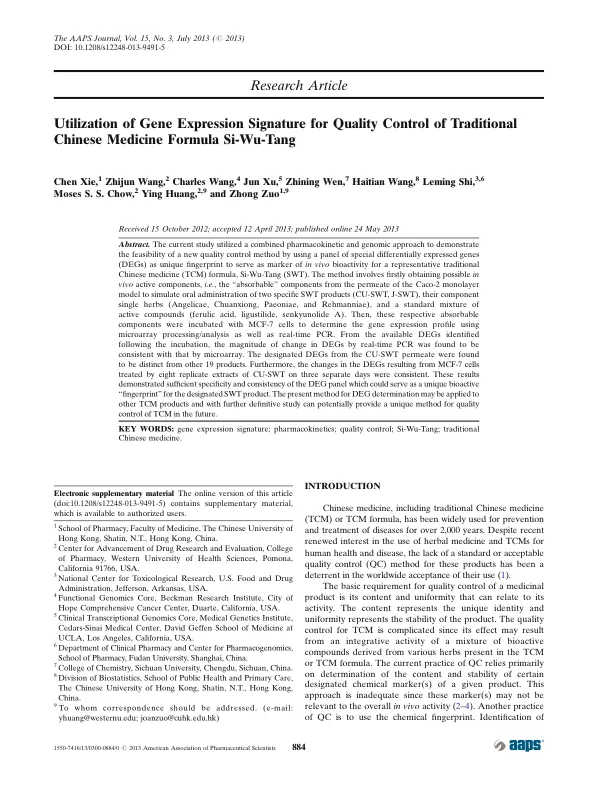 The AAPS Journal, Vol. 15, No. 3, July 2013 (© 2013)
DOI: 10.1208/s12248-013-9491-5
Research Article
Utilization of Gene Expression Signature for Quality Control of Traditional
Chinese Medicine Formula Si-Wu-Tang
Chen Xie,1 Zhijun Wang,2 Charles Wang,4 Jun Xu,5 Zhining Wen,7 Haitian Wang,8 Leming Shi,3,6
Moses S. S. Chow,2 Ying Huang,2,9 and Zhong Zuo1,9
Received 15 October 2012; accepted 12 April 2013; published online 24 May 2013
Abstract. The current study utilized a combined pharmacokinetic and genomic approach to demonstrate
the feasibility of a new quality control method by using a panel of special differentially expressed genes
(DEGs) as unique fingerprint to serve as marker of in vivo bioactivity for a representative traditional
Chinese medicine (TCM) formula, Si-Wu-Tang (SWT). The method involves firstly obtaining possible in
vivo active components, i.e., the “absorbable” components from the permeate of the Caco-2 monolayer
model to simulate oral administration of two specific SWT products (CU-SWT, J-SWT), their component
single herbs (Angelicae, Chuanxiong, Paeoniae, and Rehmanniae), and a standard mixture of
active compounds (ferulic acid, ligustilide, senkyunolide A). Then, these respective absorbable
components were incubated with MCF-7 cells to determine the gene expression profile using
microarray processing/analysis as well as real-time PCR. From the available DEGs identified
following the incubation, the magnitude of change in DEGs by real-time PCR was found to be
consistent with that by microarray. The designated DEGs from the CU-SWT permeate were found
to be distinct from other 19 products. Furthermore, the changes in the DEGs resulting from MCF-7 cells
treated by eight replicate extracts of CU-SWT on three separate days were consistent. These results
demonstrated sufficient specificity and consistency of the DEG panel which could serve as a unique bioactive
“fingerprint” for the designated SWT product. The present method for DEG determination may be applied to
other TCM products and with further definitive study can potentially provide a unique method for quality
control of TCM in the future.
KEY WORDS: gene expression signature; pharmacokinetics; quality control; Si-Wu-Tang; traditional
Chinese medicine.
Electronic supplementary material The online version of this article
(doi:10.1208/s12248-013-9491-5) contains supplementary material,
which is available to authorized users.
1 School of Pharmacy, Faculty of Medicine, The Chinese University of
Hong Kong, Shatin, N.T., Hong Kong, China.
2 Center for Advancement of Drug Research and Evaluation, College
of Pharmacy, Western University of Health Sciences, Pomona,
California 91766, USA.
3 National Center for Toxicological Research, U.S. Food and Drug
Administration, Jefferson, Arkansas, USA.
4 Functional Genomics Core, Beckman Research Institute, City of
Hope Comprehensive Cancer Center, Duarte, California, USA.
5 Clinical Transcriptional Genomics Core, Medical Genetics Institute,
Cedars-Sinai Medical Center, David Geffen School of Medicine at
UCLA, Los Angeles, California, USA.
6 Department of Clinical Pharmacy and Center for Pharmacogenomics,
School of Pharmacy, Fudan University, Shanghai, China.
7 College of Chemistry, Sichuan University, Chengdu, Sichuan, China.
8 Division of Biostatistics, School of Public Health and Primary Care,
The Chinese University of Hong Kong, Shatin, N.T., Hong Kong,
China.
9 To whom correspondence should be addressed. (e-mail:
yhuang@westernu.edu; joanzuo@cuhk.edu.hk)
INTRODUCTION
Chinese medicine, including traditional Chinese medicine
(TCM) or TCM formula, has been widely used for prevention
and treatment of diseases for over 2,000 years. Despite recent
renewed interest in the use of herbal medicine and TCMs for
human health and disease, the lack of a standard or acceptable
quality control (QC) method for these products has been a
deterrent in the worldwide acceptance of their use (1).
The basic requirement for quality control of a medicinal
product is its content and uniformity that can relate to its
activity. The content represents the unique identity and
uniformity represents the stability of the product. The quality
control for TCM is complicated since its effect may result
from an integrative activity of a mixture of bioactive
compounds derived from various herbs present in the TCM
or TCM formula. The current practice of QC relies primarily
on determination of the content and stability of certain
designated chemical marker(s) of a given product. This
approach is inadequate since these marker(s) may not be
relevant to the overall in vivo activity (2–4). Another practice
of QC is to use the chemical fingerprint. Identification of
1550-7416/13/0300-0884/0 © 2013 American Association of Pharmaceutical Scientists
884
aaps